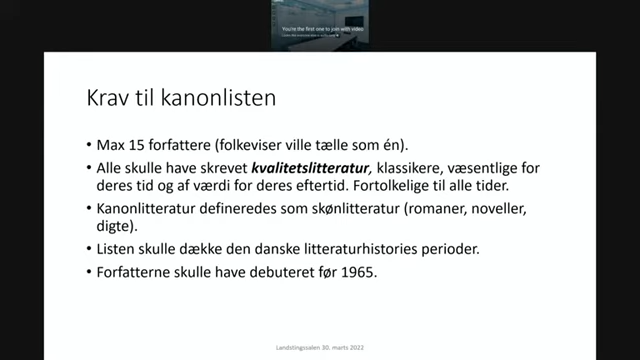 You're the first one to join with video
Krav til kanonlisten
• Max 15 forfattere (folkeviser ville tælle som én).
• Alle skulle have skrevet kvalitetslitteratur, klassikere, væsentlige for
deres tid og af værdi for deres eftertid. Fortolkelige til alle tider.
• Kanonlitteratur defineredes som skønlitteratur (romaner, noveller,
digte).
• Listen skulle dække den danske litteraturhistories perioder.
• Forfatterne skulle have debuteret før 1965.
Landstingssalen 30. marts 2022